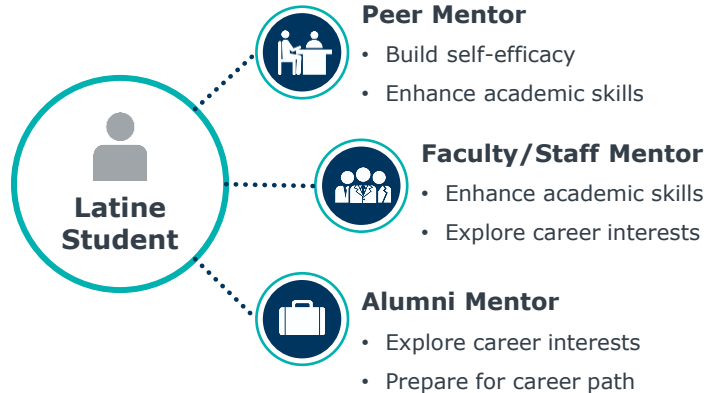 Peer Mentor
• Build self-efficacy
• Enhance academic skills
Faculty/Staff Mentor
• Enhance academic skills
• Explore career interests
Latine
Student
Alumni Mentor
• Explore career interests
• Prepare for career path